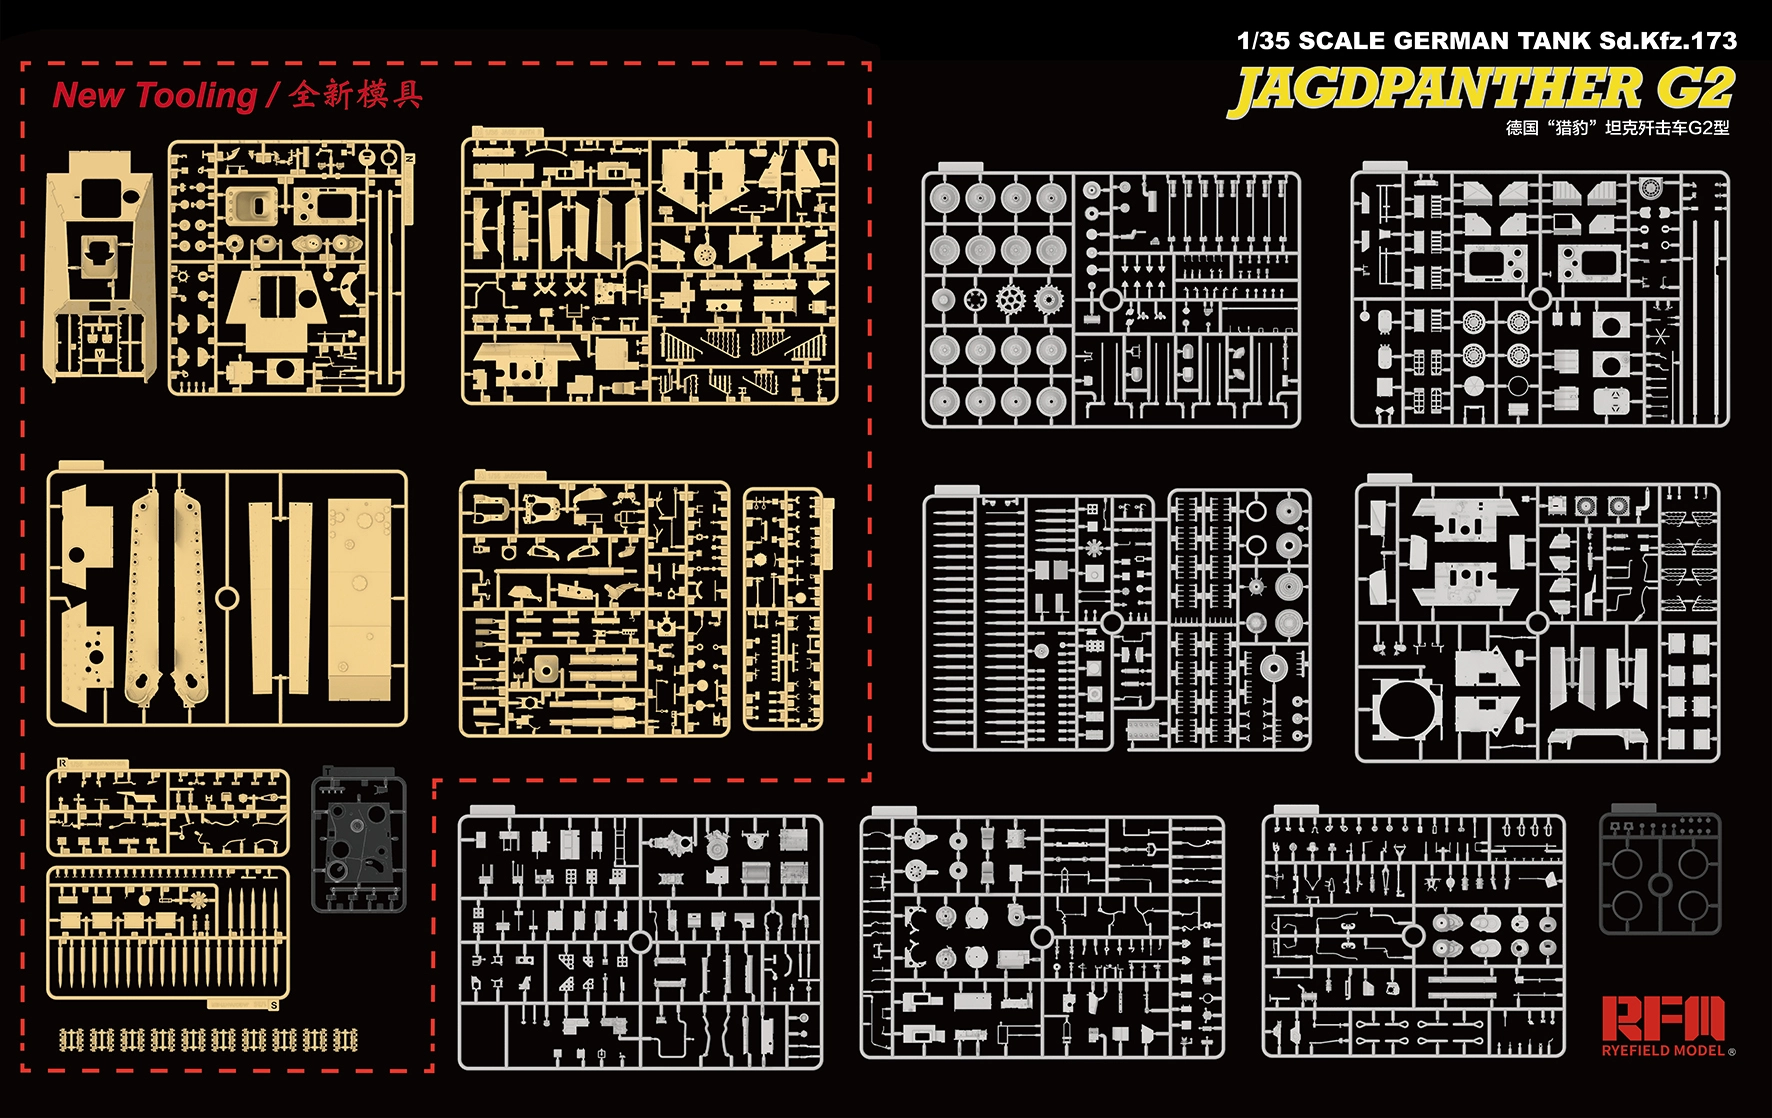 1/35 SCALE GERMAN TANK Sd.Kfz.173
JAGDPANTHER G2
德国“猎豹”坦克歼击车G2型
New Tooling / 全新模具
N
R
S
RFM
RYEFIELD MODEL ®